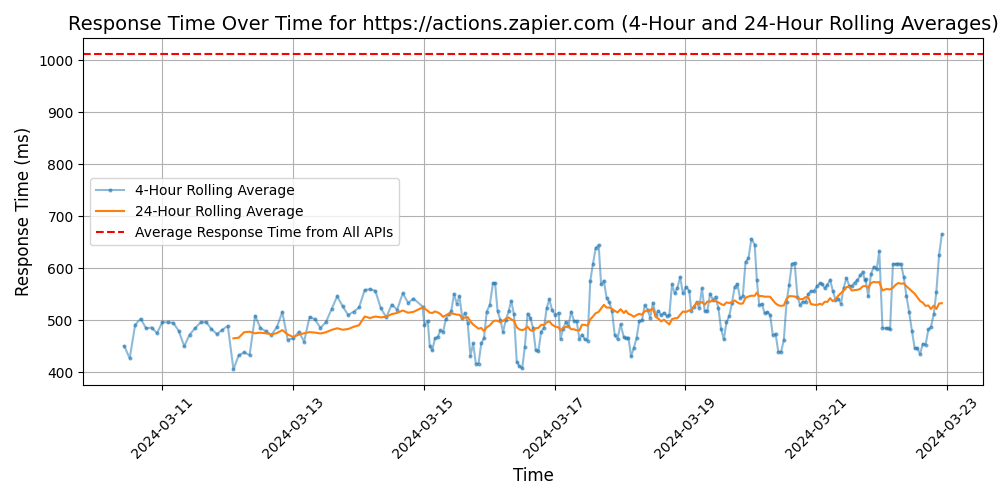 Response Time Over Time for https://actions.zapier.com (4-Hour and 24-Hour Rolling Averages)
Response Time (ms)
1000
900
800
700
600
500
400
4-Hour Rolling Average
24-Hour Rolling Average
Average Response Time from All APIs
2024-03-11
2024-03-13
2024-03-15
2024-03-17
2024-03-19
2024-03-21
2024-03-23
Time